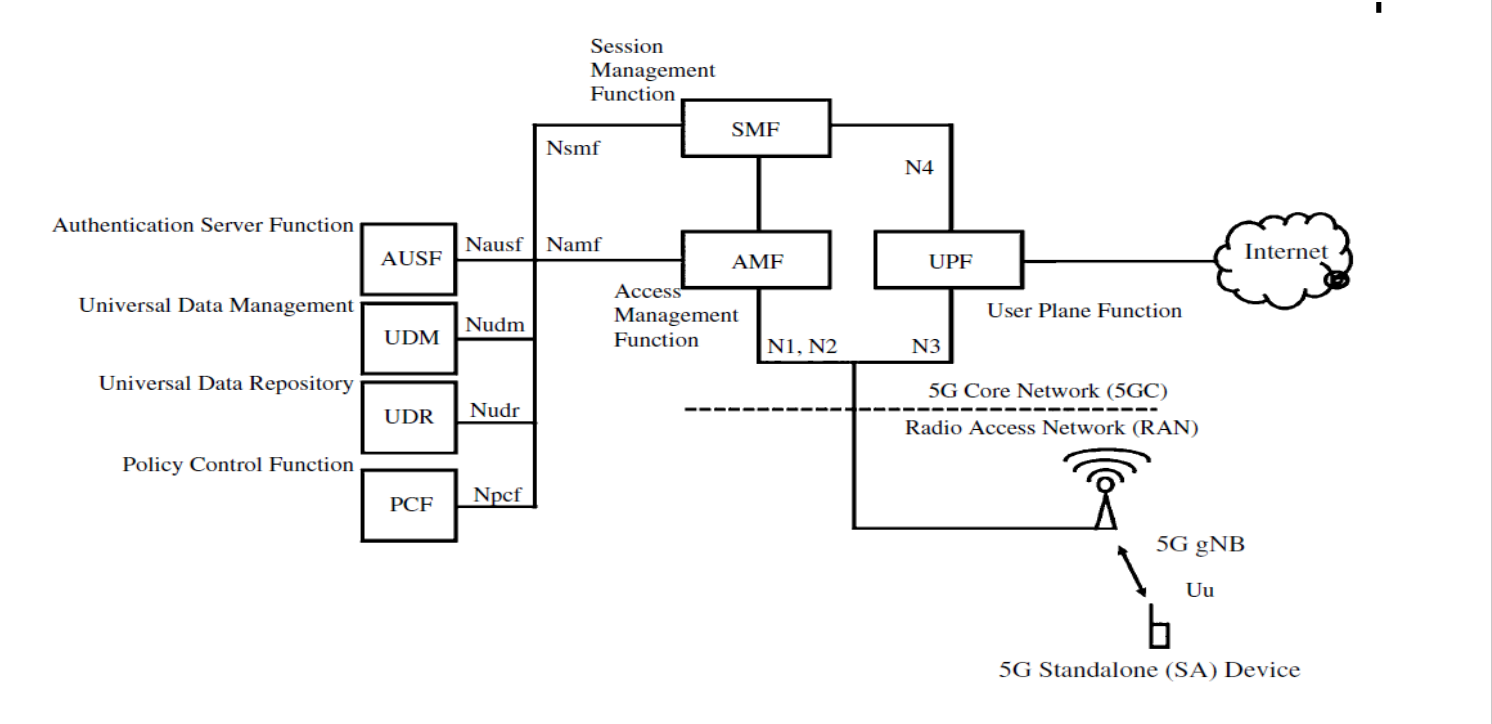 Session
Management
Function
SMF
Nsmf
N4
Authentication Server Function
AUSF
Nausf
Namf
AMF
UPF
Internet
Universal Data Management
Access
Management
Function
User Plane Function
UDM
Nudm
N1, N2
N3
Universal Data Repository
UDR
Nudr
5G Core Network (5GC)
Radio Access Network (RAN)
Policy Control Function
PCF
Npcf
5G gNB
Uu
5G Standalone (SA) Device